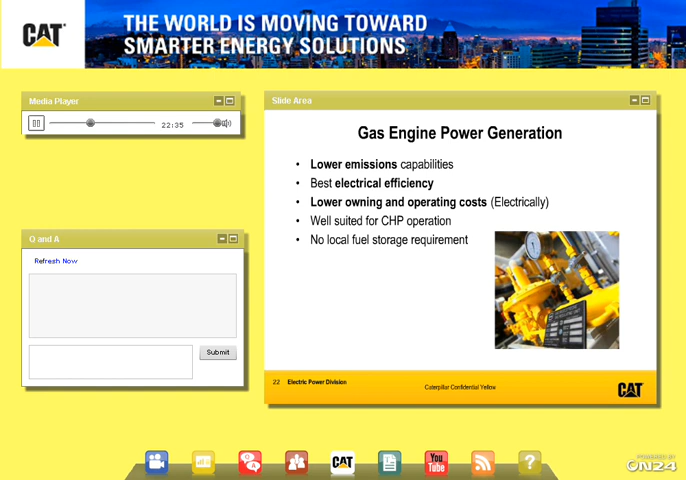 CAT
THE WORLD IS MOVING TOWARD
SMARTER ENERGY SOLUTIONS
Media Player
22:35
Q and A
Refresh Now
Submit
Slide Area
Gas Engine Power Generation
• Lower emissions capabilities
• Best electrical efficiency
• Lower owning and operating costs (Electrically)
• Well suited for CHP operation
• No local fuel storage requirement
22 Electric Power Division
Caterpillar Confidential Yellow
CAT
Q
A
CAT
You
Tube
?
POWERED BY
ON24